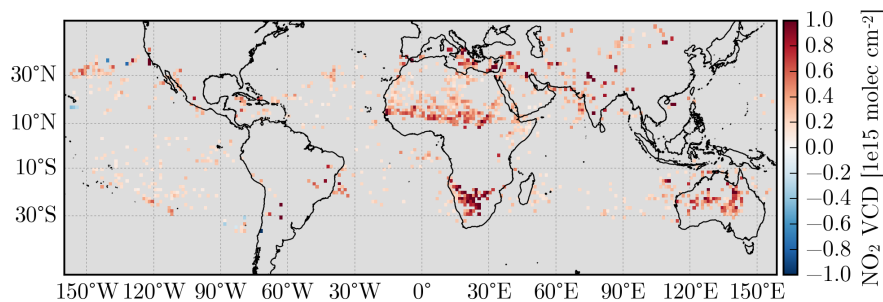 30°N
10°N
10°S
30°S
150°W 120°W 90°W 60°W 30°W 0° 30°E 60°E 90°E 120°E 150°E
1.0
0.8
0.6
0.4
0.2
0.0
−0.2
−0.4
−0.6
−0.8
−1.0
NO₂ VCD [1e15 molec cm⁻²]